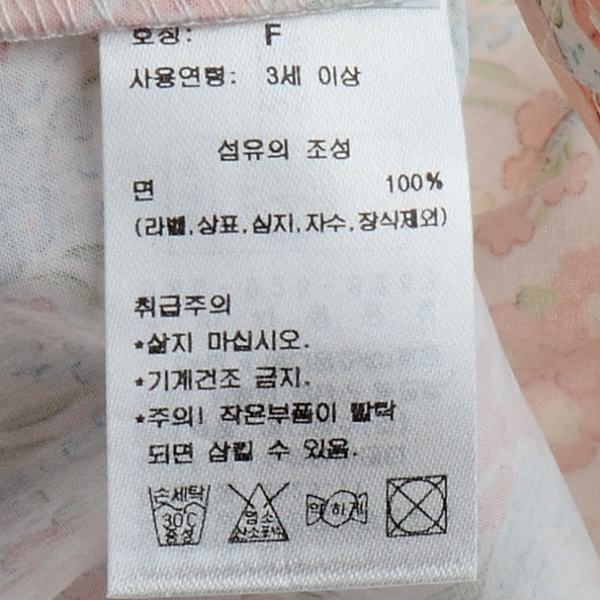 호칭: F
사용연령: 3세 이상
섬유의 조성
면 100%
(라벨,상표,심지,자수,장식제외)
취급주의
*삶지 마십시오.
*기계건조 금지.
*주의! 작은부품이 탈락
되면 삼킬 수 있음.
손세탁
30℃
중성
염소
산소표백
약하게